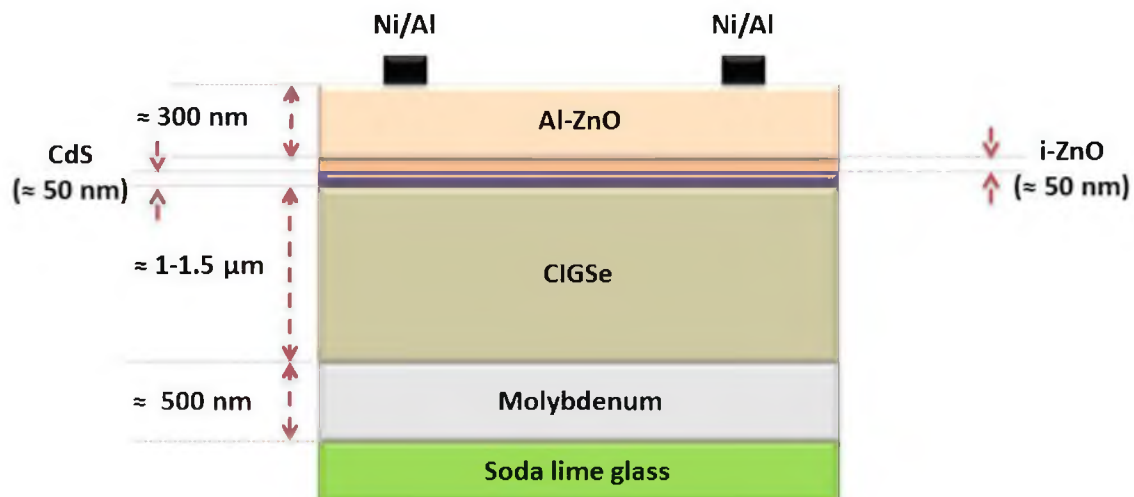 Ni/Al
Ni/Al
≈ 300 nm
Al-ZnO
CdS
(≈ 50 nm)
i-ZnO
(≈ 50 nm)
≈ 1-1.5 µm
CIGSe
≈ 500 nm
Molybdenum
Soda lime glass